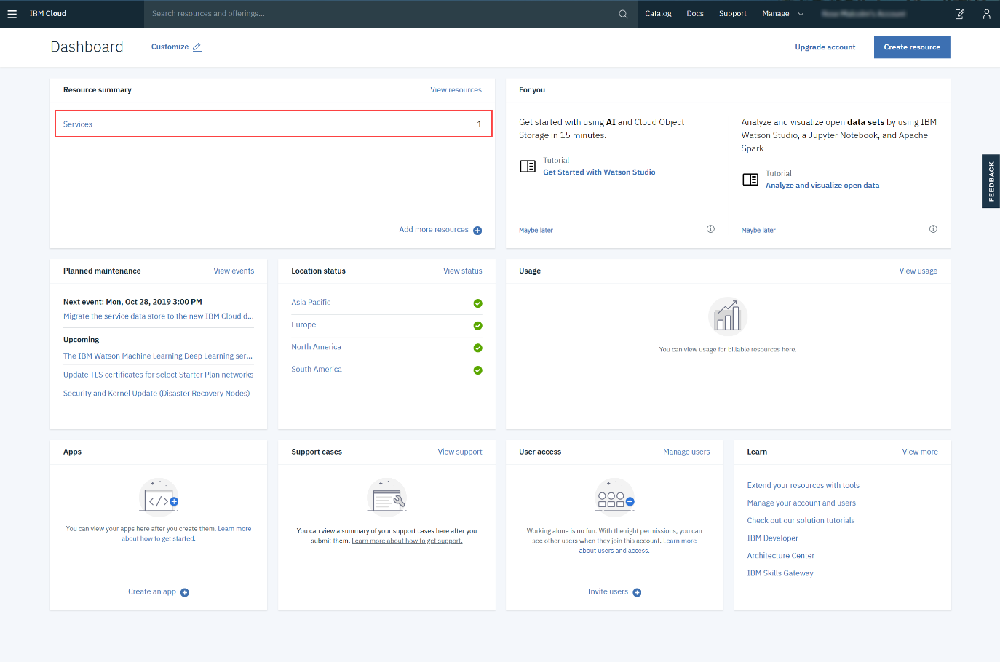 IBM Cloud
Search resources and offerings...
Catalog
Docs
Support
Manage
Dashboard
Customize
Upgrade account
Create resource
Resource summary
View resources
Services 1
Add more resources
For you
Get started with using AI and Cloud Object
Storage in 15 minutes.
Tutorial
Get Started with Watson Studio
Maybe later
Analyze and visualize open data sets by using IBM
Watson Studio, a Jupyter Notebook, and Apache
Spark.
Tutorial
Analyze and visualize open data
Maybe later
FEEDBACK
Planned maintenance
View events
Next event: Mon, Oct 28, 2019 3:00 PM
Migrate the service data store to the new IBM Cloud d...
Upcoming
The IBM Watson Machine Learning Deep Learning ser...
Update TLS certificates for select Starter Plan networks
Security and Kernel Update (Disaster Recovery Nodes)
Location status
View status
Asia Pacific
Europe
North America
South America
Usage
View usage
You can view usage for billable resources here.
Apps
You can view your apps here after you create them. Learn more
about how to get started.
Create an app
Support cases
View support
You can view a summary of your support cases here after you
submit them. Learn more about how to get support.
User access
Manage users
Working alone is no fun. With the right permissions, you can
see other users when they join this account. Learn more
about users and access.
Invite users
Learn
View more
Extend your resources with tools
Manage your account and users
Check out our solution tutorials
IBM Developer
Architecture Center
IBM Skills Gateway